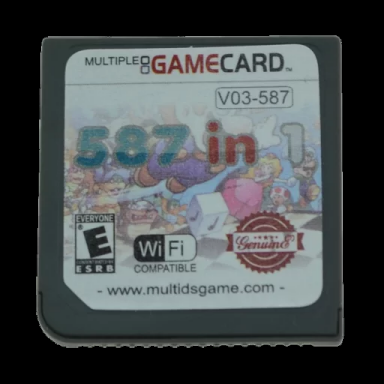 MULTIPLE GAMECARD™
V03-587
587 in 1
EVERYONE
E
ESRB
WiFi
COMPATIBLE
GENUINE
- www.multidsgame.com -